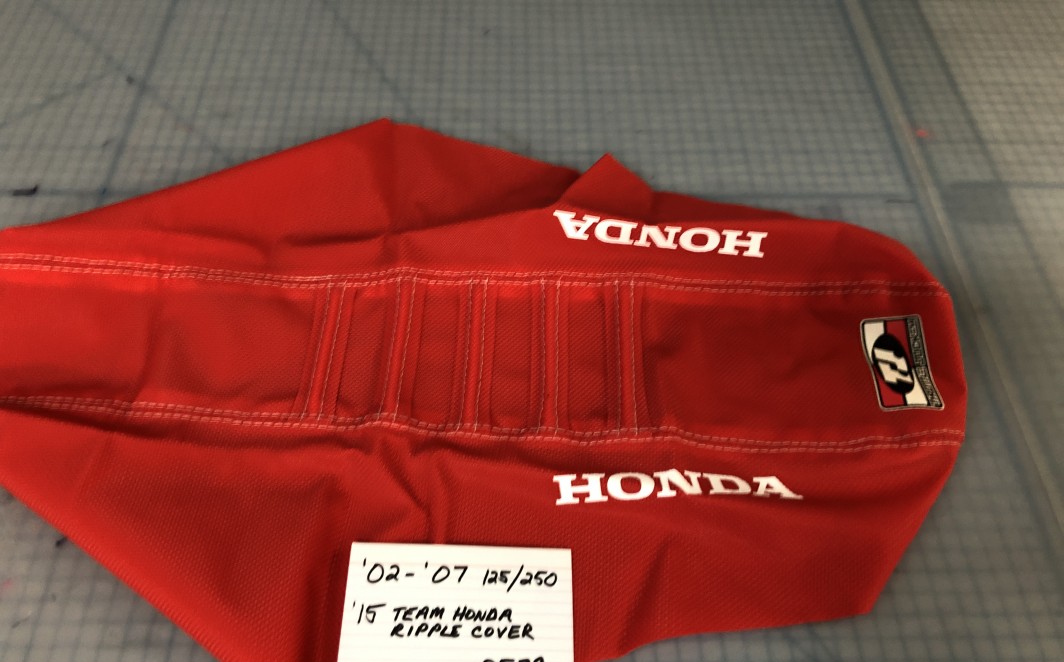 HONDA
HONDA
'02-'07 125/250
'15 TEAM HONDA
RIPPLE COVER